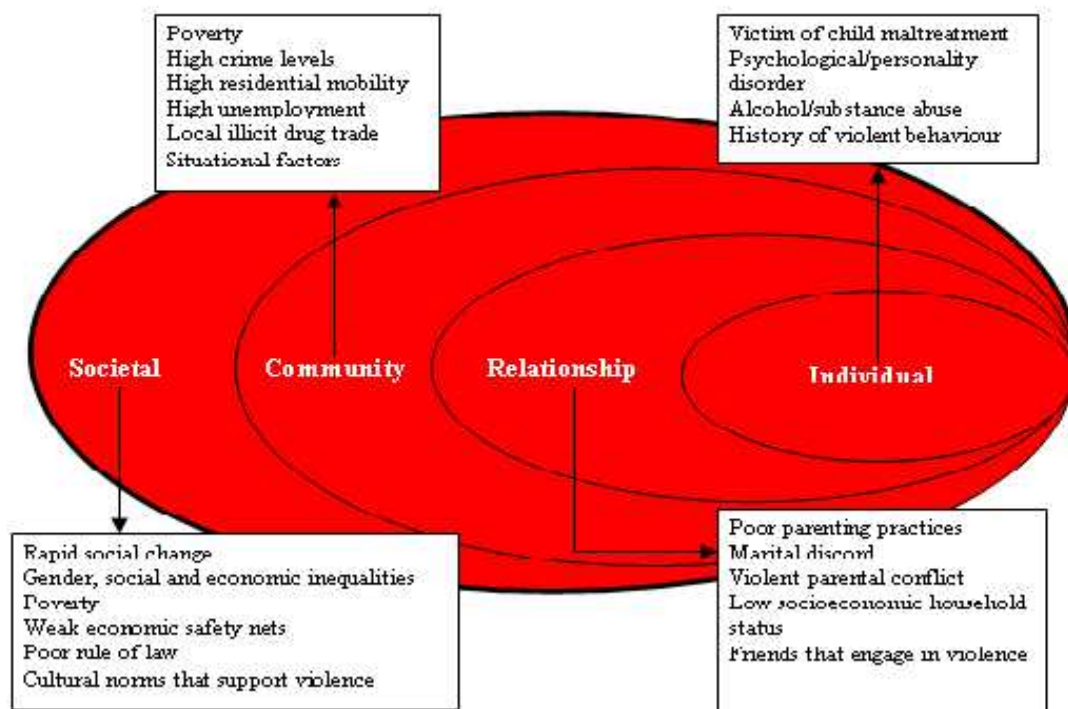 Poverty
High crime levels
High residential mobility
High unemployment
Local illicit drug trade
Situational factors
Victim of child maltreatment
Psychological/personality
disorder
Alcohol/substance abuse
History of violent behaviour
Societal
Community
Relationship
Individual
Rapid social change
Gender, social and economic inequalities
Poverty
Weak economic safety nets
Poor rule of law
Cultural norms that support violence
Poor parenting practices
Marital discord
Violent parental conflict
Low socioeconomic household
status
Friends that engage in violence